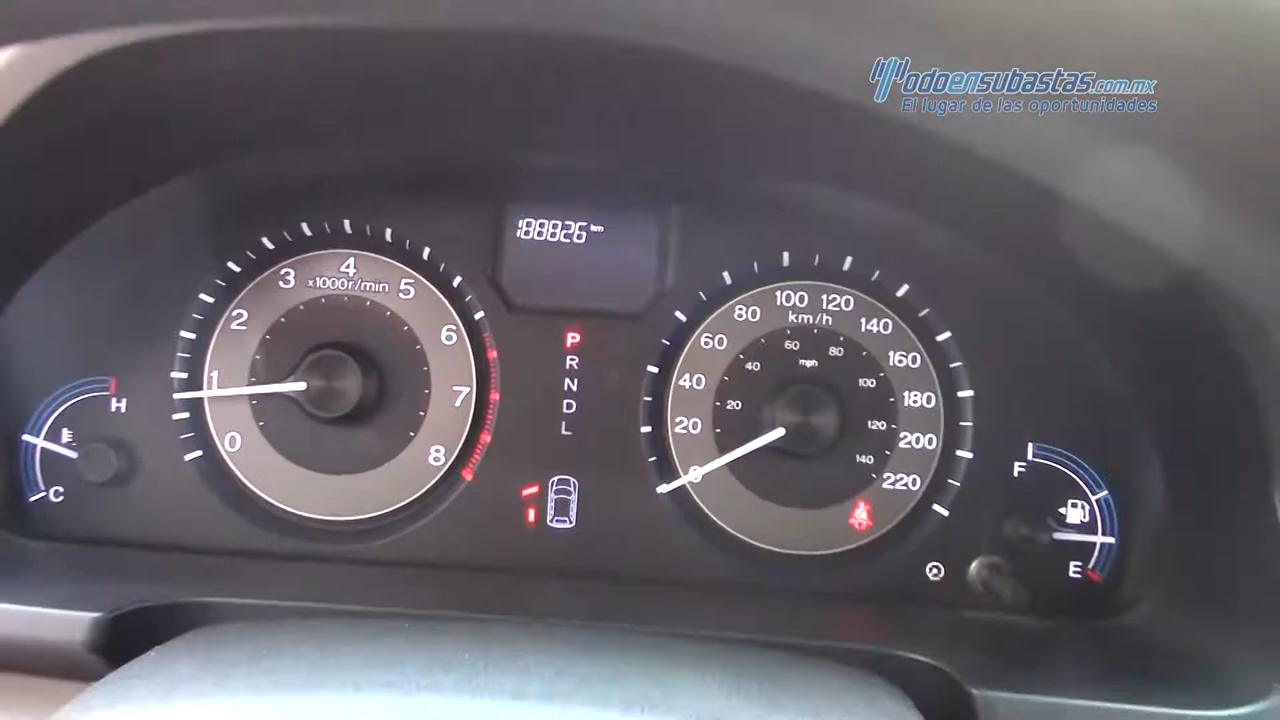 Todoensubastas.com.mx
El lugar de las oportunidades
188826 km
0 1 2 3 4 5 6 7 8
x1000r/min
P
R
N
D
L
0 20 40 60 80 100 120 140 160 180 200 220
km/h
20 40 60 80 100 120 140
mph
H
C
F
E